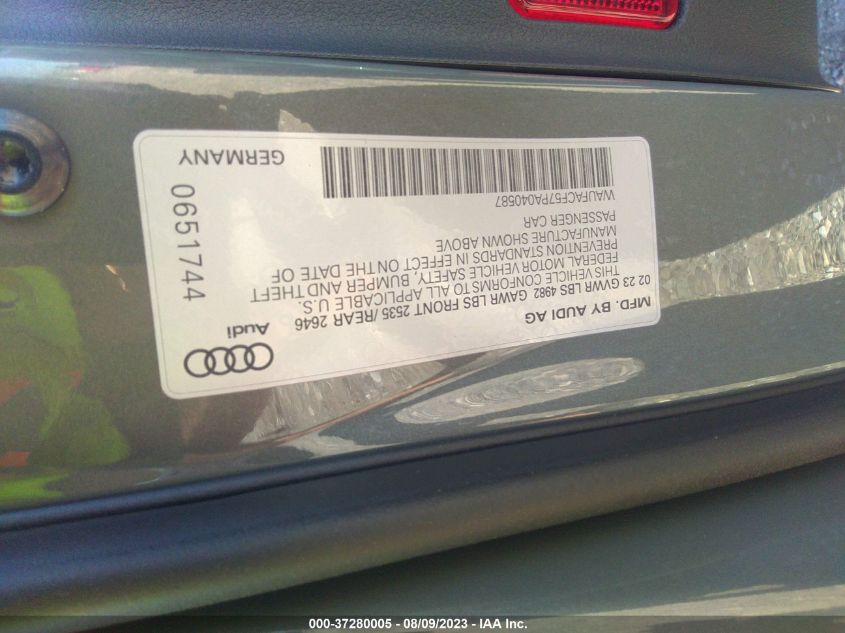 MFD. BY AUDI AG
02 23 GVWR LBS 4982 GAWR LBS FRONT 2535 /REAR 2646
THIS VEHICLE CONFORMS TO ALL APPLICABLE U.S.
FEDERAL MOTOR VEHICLE SAFETY, BUMPER AND THEFT
PREVENTION STANDARDS IN EFFECT ON THE DATE OF
MANUFACTURE SHOWN ABOVE
PASSENGER CAR
WAUFACF57PA040587
GERMANY
Audi
0651744
000-37280005 - 08/09/2023 - IAA Inc.